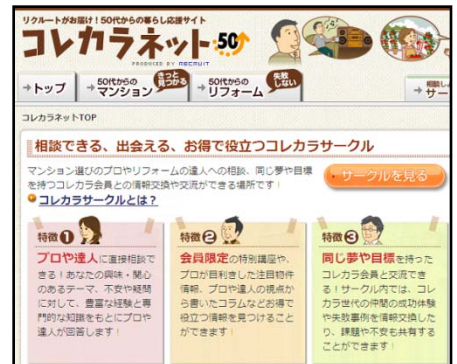 リクルートがお届け！50代からの暮らし応援サイト
コレカラネット50
PRODUCED BY RECRUIT
トップ
50代からの
マンション
きっと
見つかる
50代からの
リフォーム
失敗
しない
コレカラネットTOP
相談できる、出会える、お得で役立つコレカラサークル
マンション選びのプロやリフォームの達人への相談、同じ夢や目標
を持つコレカラ会員との情報交換や交流ができる場所です！
サークルを見る
コレカラサークルとは？
特徴1
プロや達人に直接相談で
きる！あなたの興味・関心
のあるテーマ、不安や疑問
に対して、豊富な経験と専
門的な知識をもとにプロや
達人が回答します！
特徴2
会員限定の特別講座や、
プロが目利きした注目物件
情報、プロや達人の視点か
ら書いたコラムなどお得で
役立つ情報を見つけること
ができます！
特徴3
同じ夢や目標を持った
コレカラ会員と交流でき
る！サークル内では、コレ
カラ世代の仲間の成功体験
や失敗事例を情報交換した
り、課題や不安も共有する
ことができます！